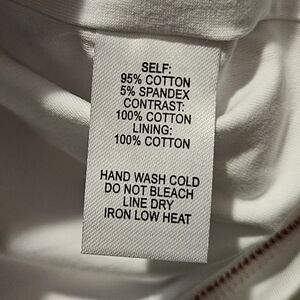 SELF:
95% COTTON
5% SPANDEX
CONTRAST:
100% COTTON
LINING:
100% COTTON
HAND WASH COLD
DO NOT BLEACH
LINE DRY
IRON LOW HEAT